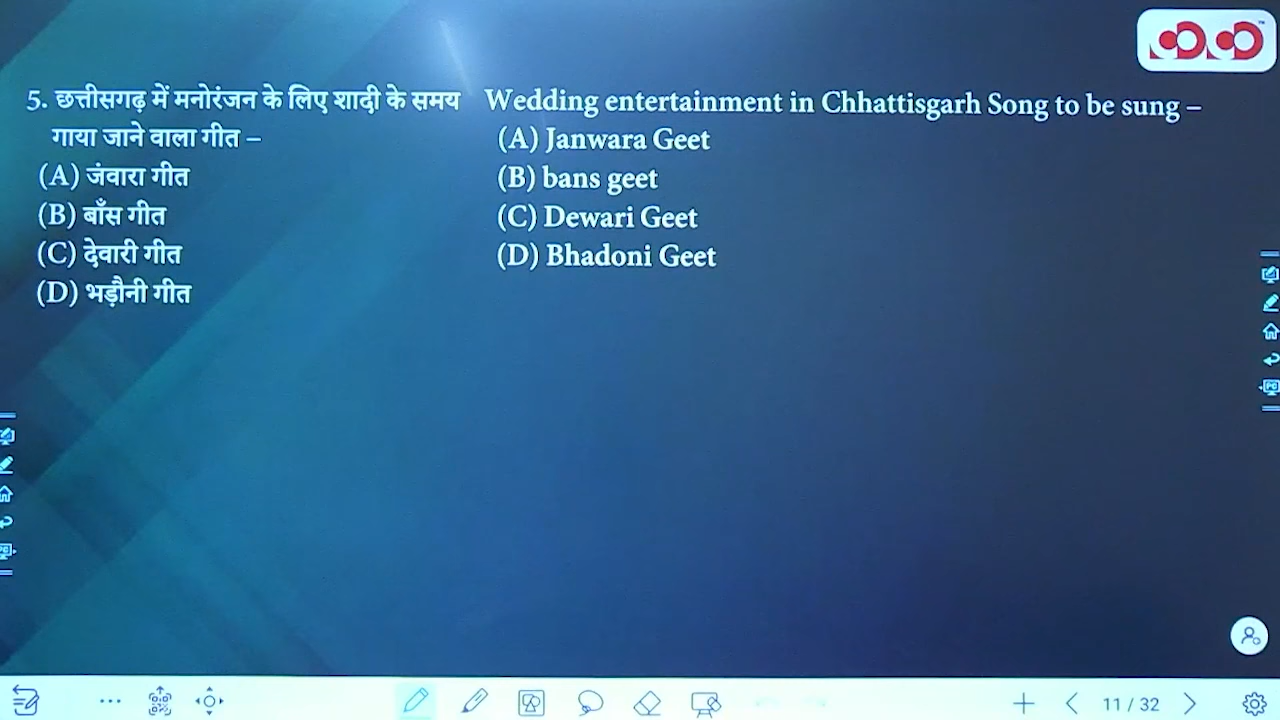 5. छत्तीसगढ़ में मनोरंजन के लिए शादी के समय
गाया जाने वाला गीत –
(A) जंवारा गीत
(B) बाँस गीत
(C) देवारी गीत
(D) भड़ौनी गीत
Wedding entertainment in Chhattisgarh Song to be sung –
(A) Janwara Geet
(B) bans geet
(C) Dewari Geet
(D) Bhadoni Geet
11 / 32